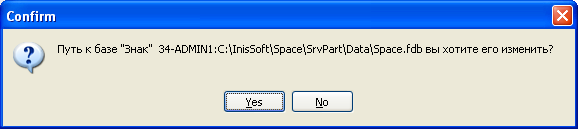 Confirm
Путь к базе "Знак"  34-ADMIN1:C:\InisSoft\Space\SrvPart\Data\Space.fdb вы хотите его изменить?
Yes No